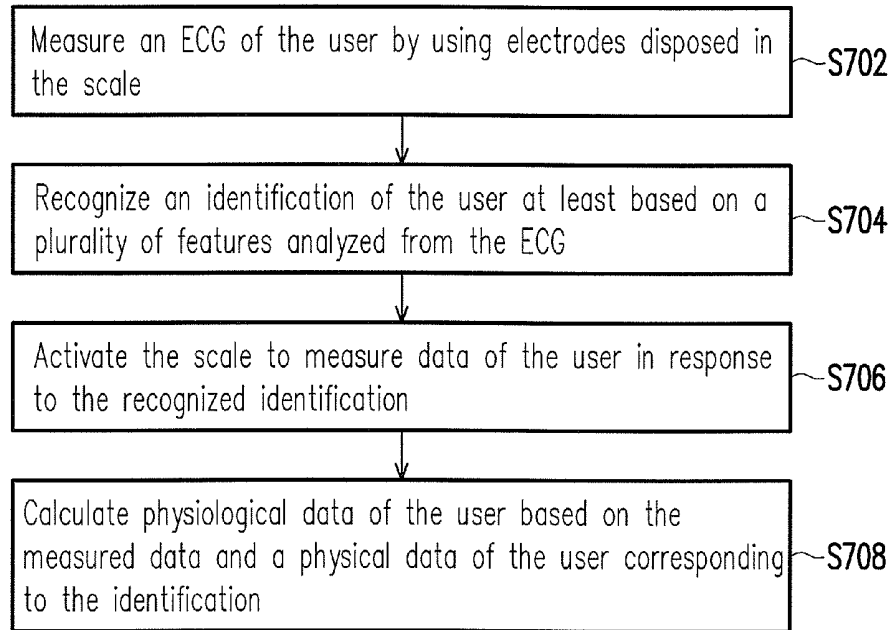 Measure an ECG of the user by using electrodes disposed in
the scale
S702
Recognize an identification of the user at least based on a
plurality of features analyzed from the ECG
S704
Activate the scale to measure data of the user in response
to the recognized identification
S706
Calculate physiological data of the user based on the
measured data and a physical data of the user corresponding
to the identification
S708